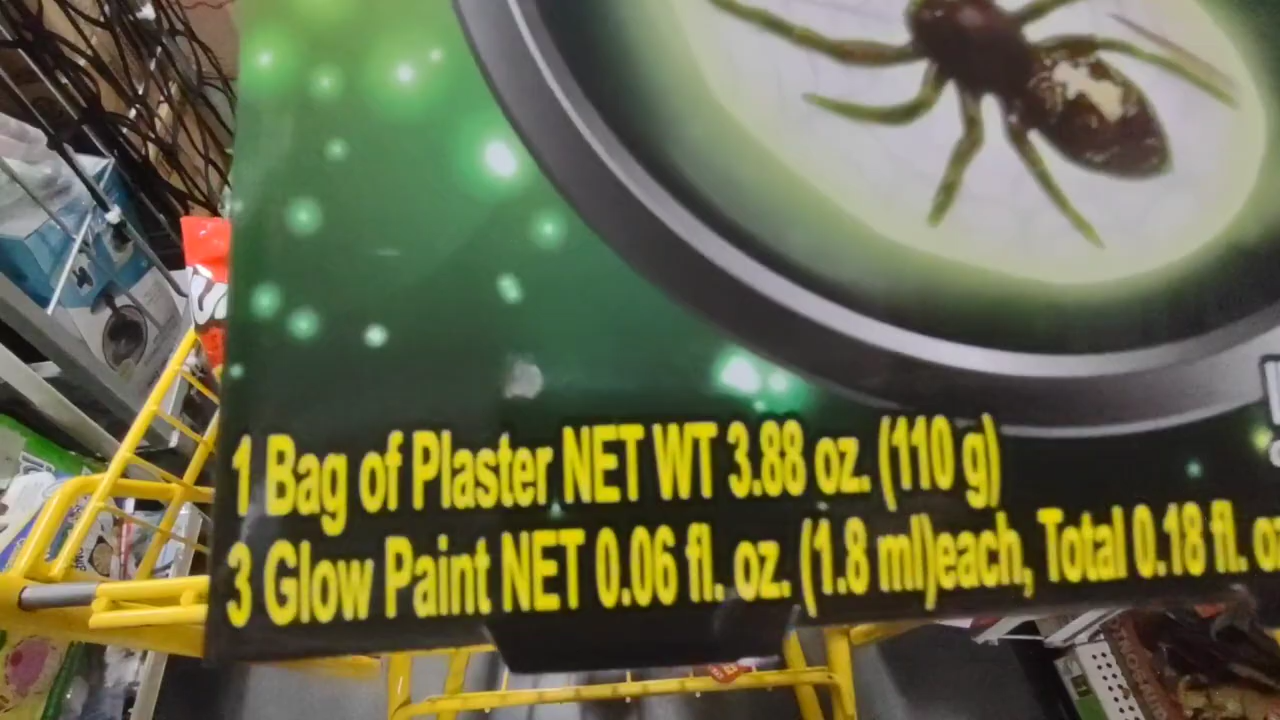 1 Bag of Plaster NET WT 3.88 oz. (110 g)
3 Glow Paint NET 0.06 fl. oz. (1.8 ml)each, Total 0.18 fl. oz